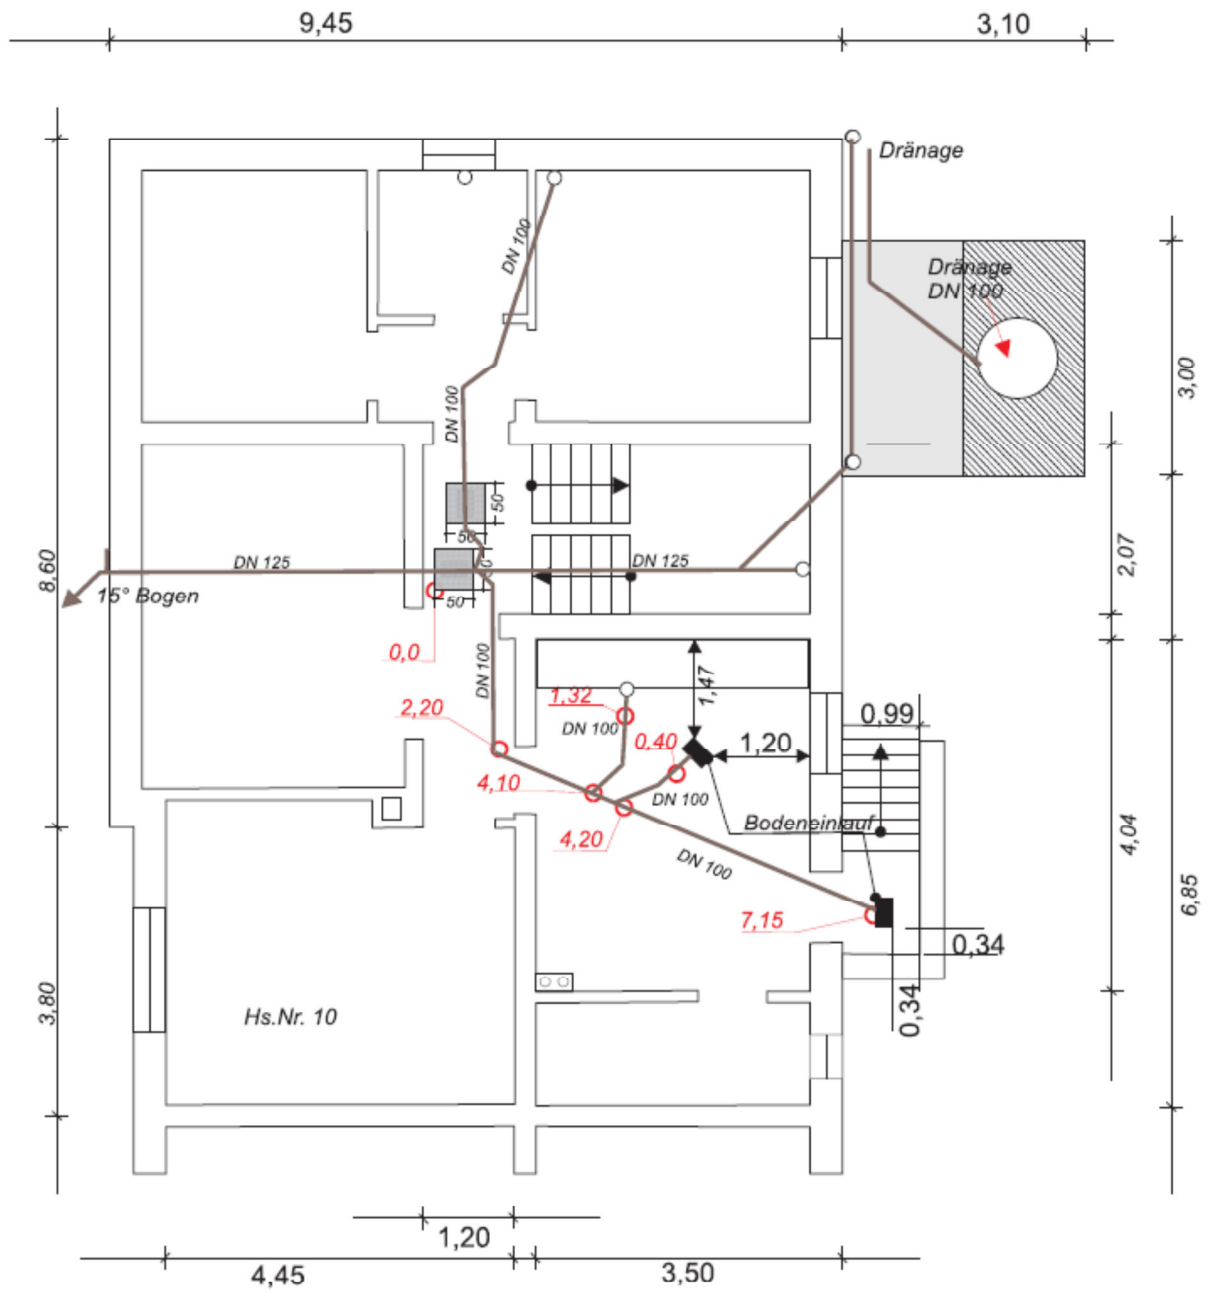 9,45
3,10
Dränage
DN 100
Dränage
DN 100
3,00
DN 100
50
50
8,60
DN 125
DN 125
2,07
15° Bogen
50
0,0
DN 100
1,47
1,32
2,20
DN 100
0,99
0,40
1,20
4,10
DN 100
Bodeneinlauf
4,20
4,04
DN 100
6,85
7,15
0,34
3,80
0,34
Hs.Nr. 10
1,20
4,45
3,50